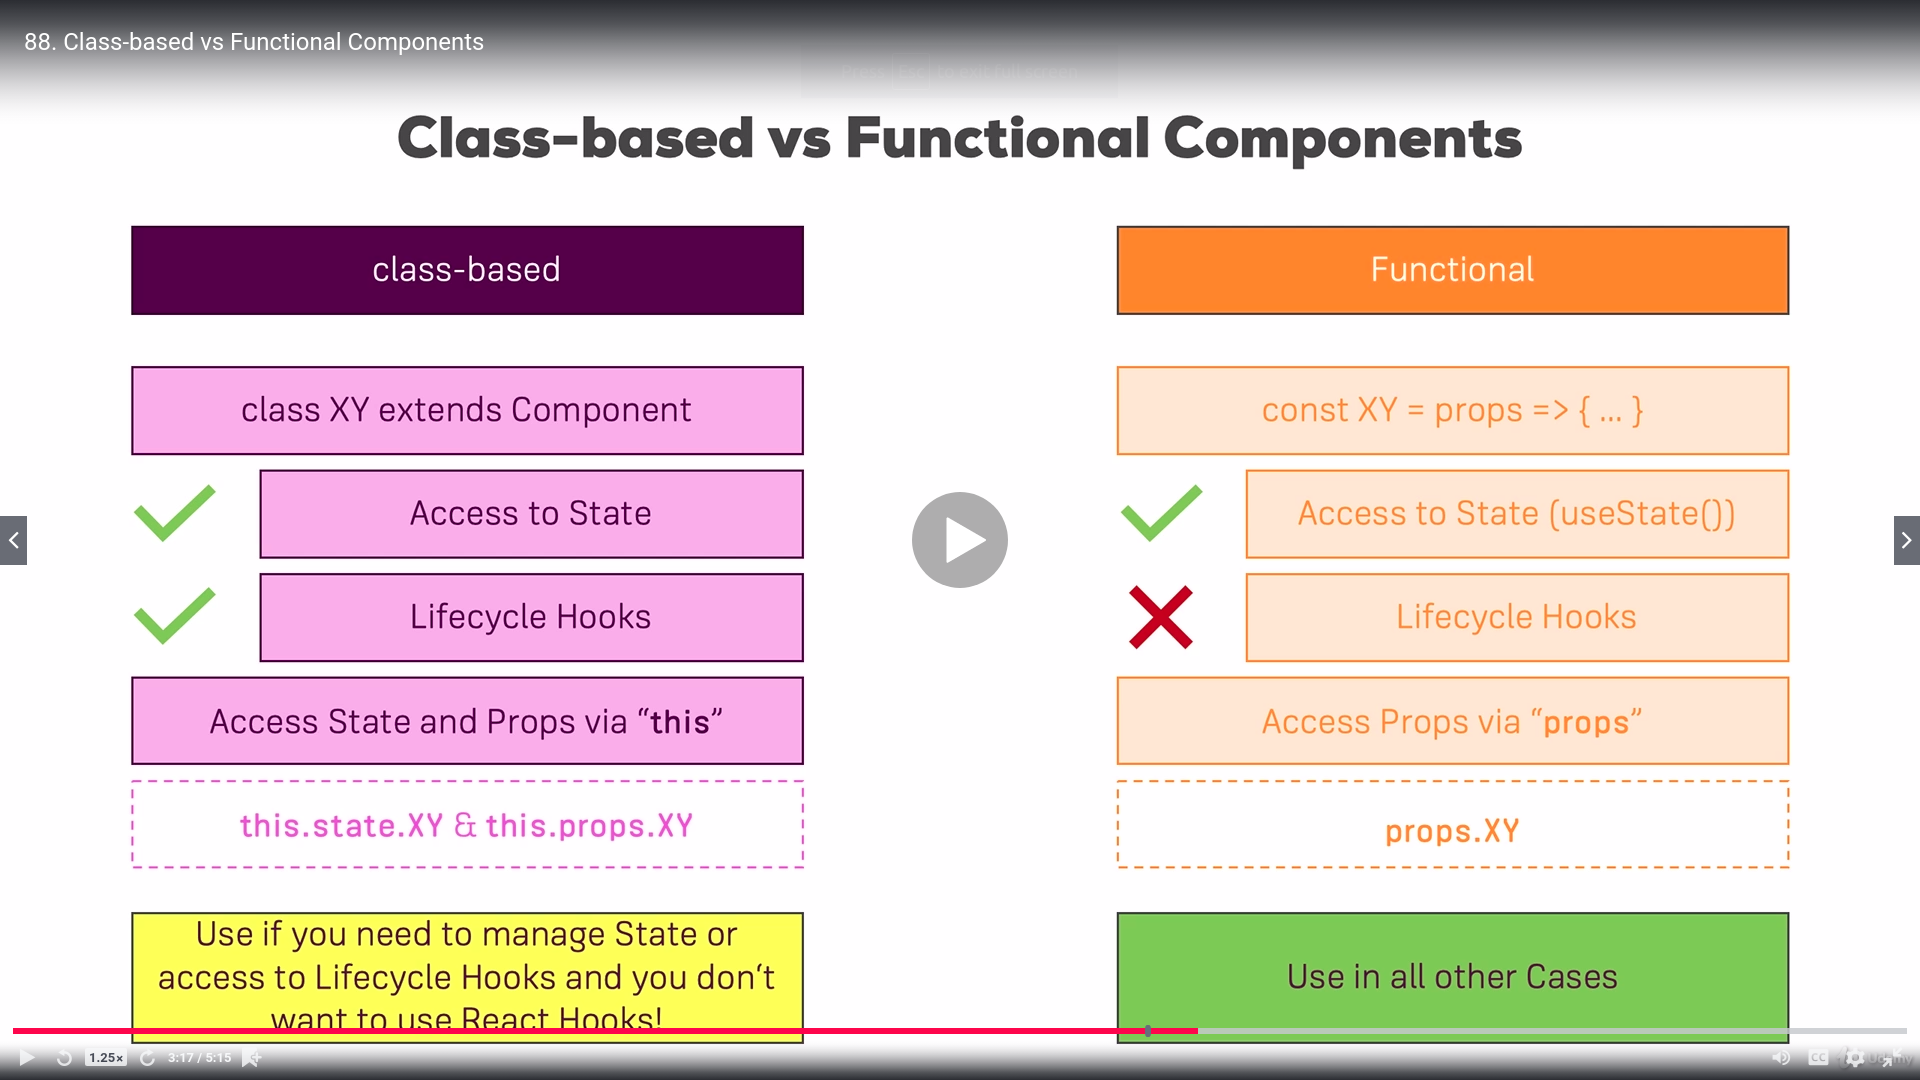 88. Class-based vs Functional Components
Class-based vs Functional Components
class-based
Functional
class XY extends Component
const XY = props => { ... }
Access to State
Access to State (useState())
Lifecycle Hooks
Lifecycle Hooks
Access State and Props via “this”
Access Props via “props”
this.state.XY & this.props.XY
props.XY
Use if you need to manage State or
access to Lifecycle Hooks and you don‘t
want to use React Hooks!
Use in all other Cases
1.25×
3:17 / 5:15
CC
Udemy